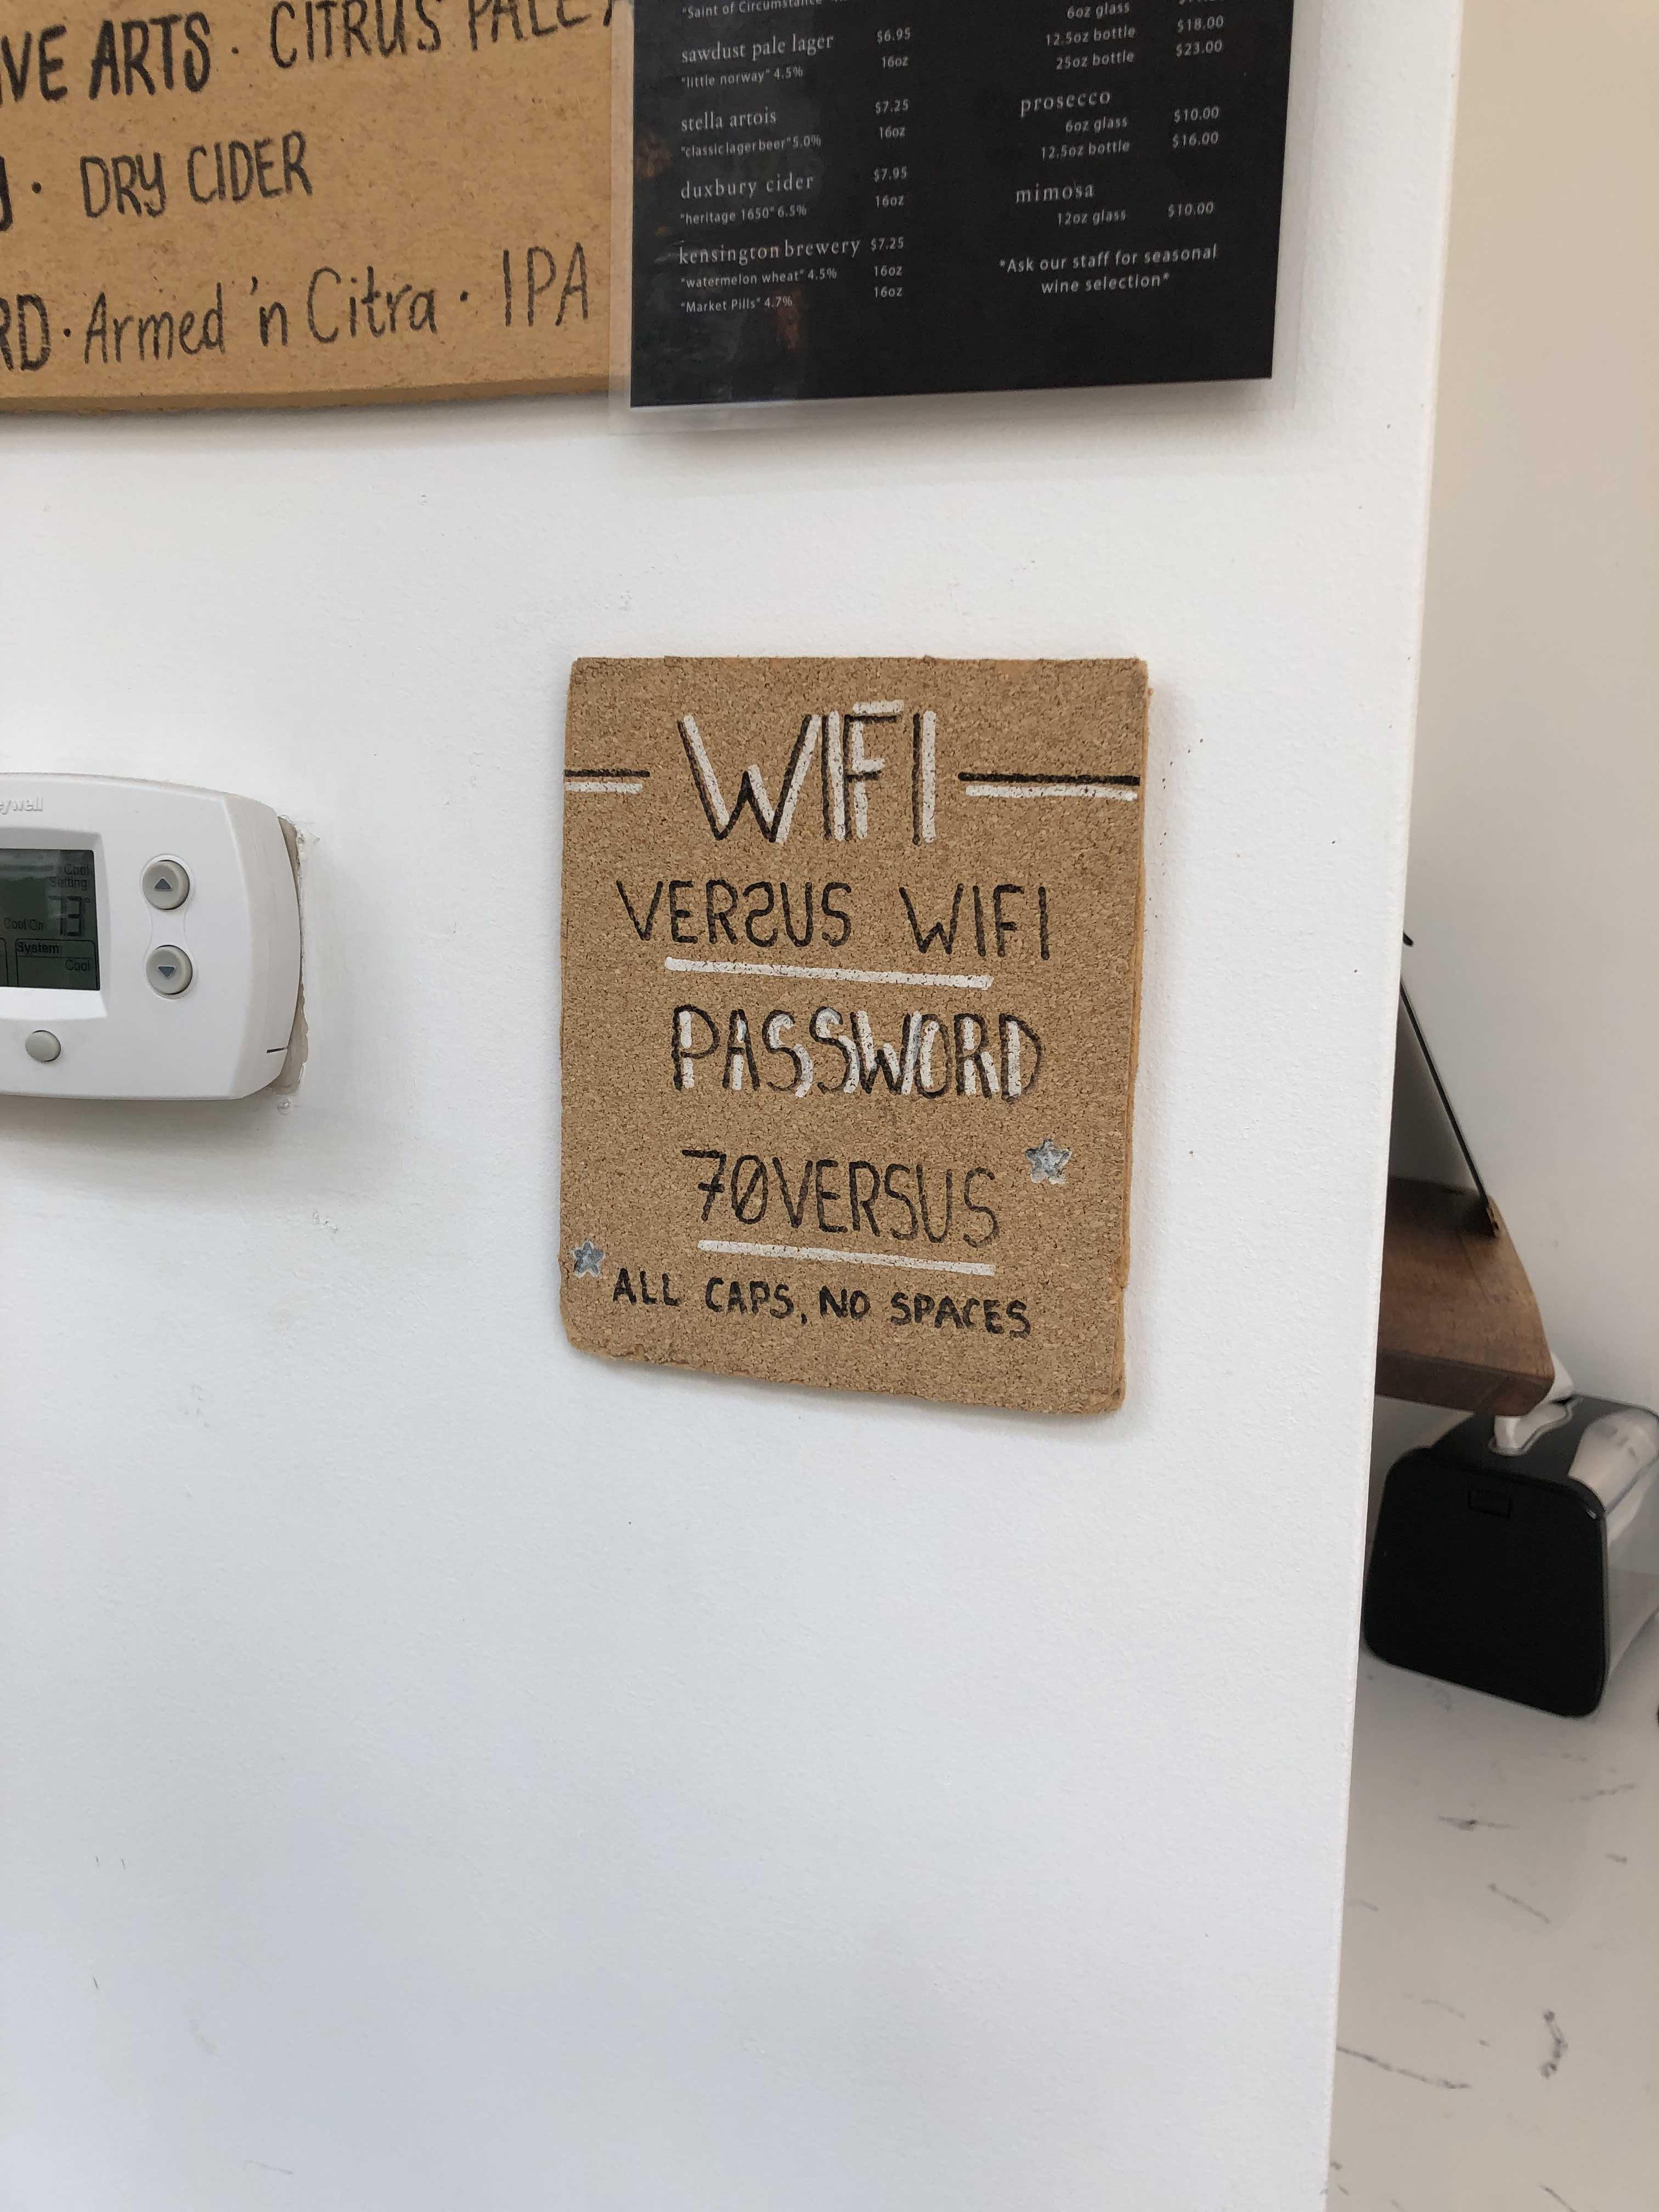 ARTS · CITRUS PALE
· DRY CIDER
· Armed 'n Citra · IPA
"Saint of Circumstance"
sawdust pale lager $6.95
"little norway" 4.5% 16oz
stella artois $7.25
"classic lager beer" 5.0% 16oz
duxbury cider $7.95
"heritage 1650" 6.5% 16oz
kensington brewery $7.25
"watermelon wheat" 4.5% 16oz
"Market Pills" 4.7% 16oz
6oz glass
12.5oz bottle $18.00
25oz bottle $23.00
prosecco
6oz glass $10.00
12.5oz bottle $16.00
mimosa
12oz glass $10.00
*Ask our staff for seasonal
wine selection*
Cool
Setting
Cool On 73°
System
Cool
WIFI
VERSUS WIFI
PASSWORD
70VERSUS
ALL CAPS, NO SPACES